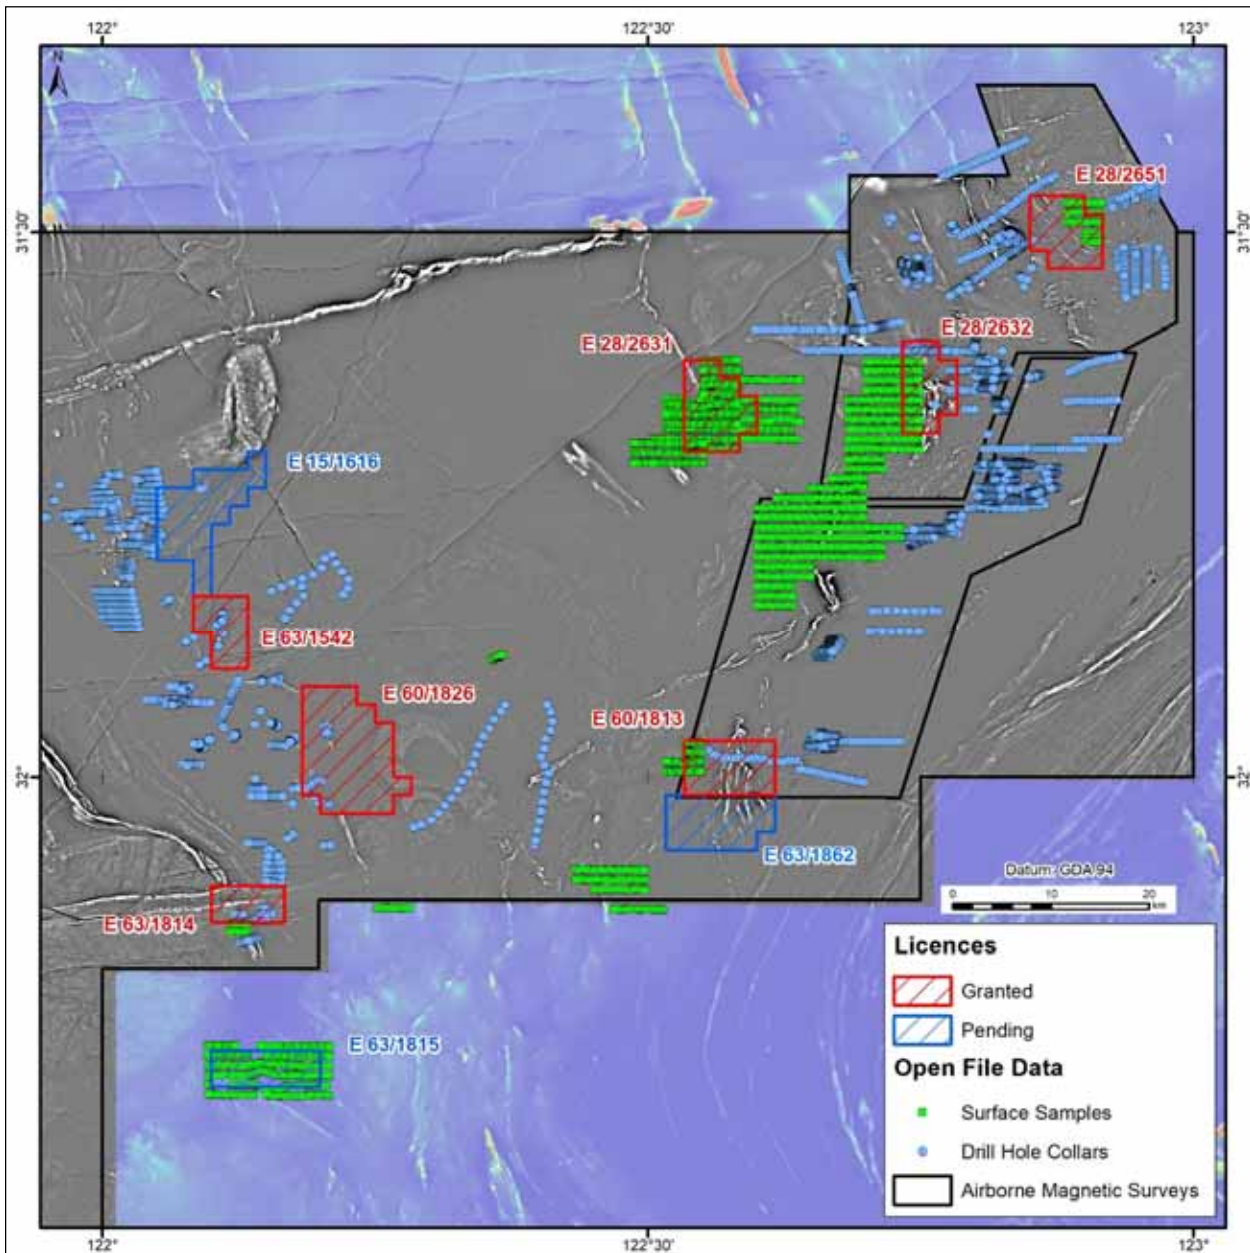 122°
122°30'
123°
N
E 28/2651
31°30'
31°30'
E 28/2631
E 28/2632
E 15/1616
E 63/1542
E 60/1826
E 60/1813
32°
32°
E 63/1862
Datum: GDA 94
0 10 20
km
E 63/1814
Licences
Granted
Pending
E 63/1815
Open File Data
Surface Samples
Drill Hole Collars
Airborne Magnetic Surveys
122°
122°30'
123°